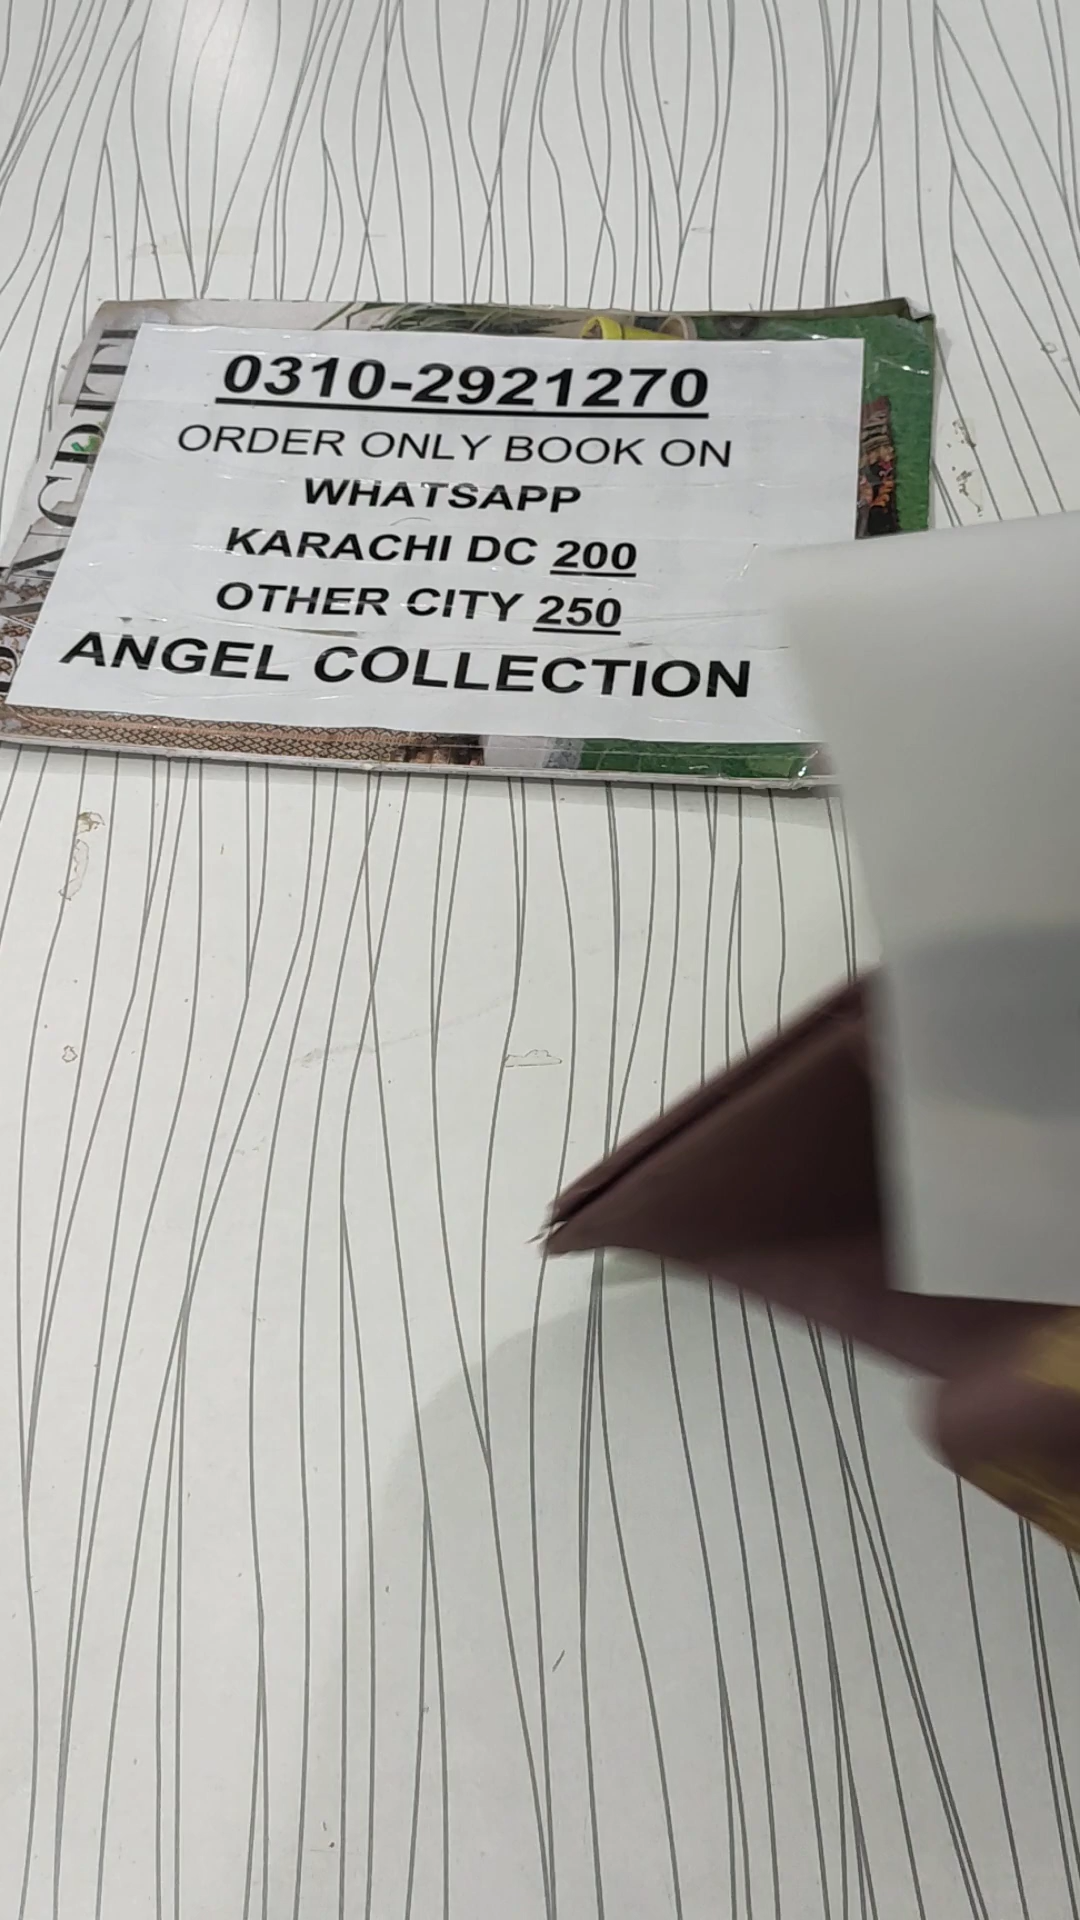 0310-2921270
ORDER ONLY BOOK ON
WHATSAPP
KARACHI DC 200
OTHER CITY 250
ANGEL COLLECTION